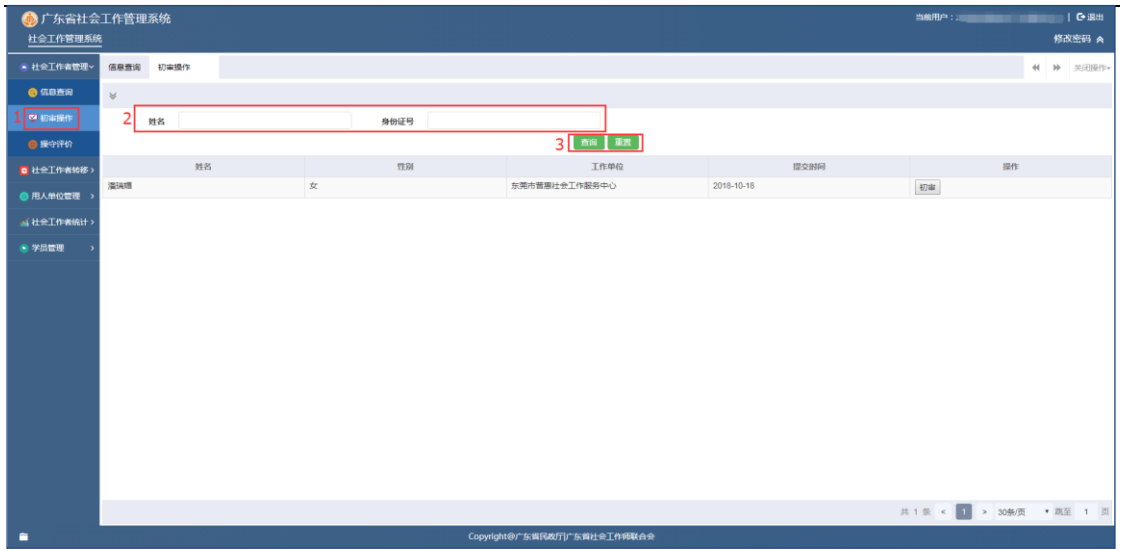 广东省社会工作管理系统
当前用户： | 退出
社会工作管理系统
修改密码
社会工作者管理
信息查询 初审操作
关闭操作
信息查询
1 初审操作
2 姓名 身份证号
操守评价
3 查询 重置
社会工作者转移
姓名 性别 工作单位 提交时间 操作
女 东莞市普惠社会工作服务中心 2018-10-18 初审
用人单位管理
社会工作者统计
学员管理
共 1 条 < 1 > 30条/页 跳至 1 页
Copyright@广东省民政厅|广东省社会工作师联合会